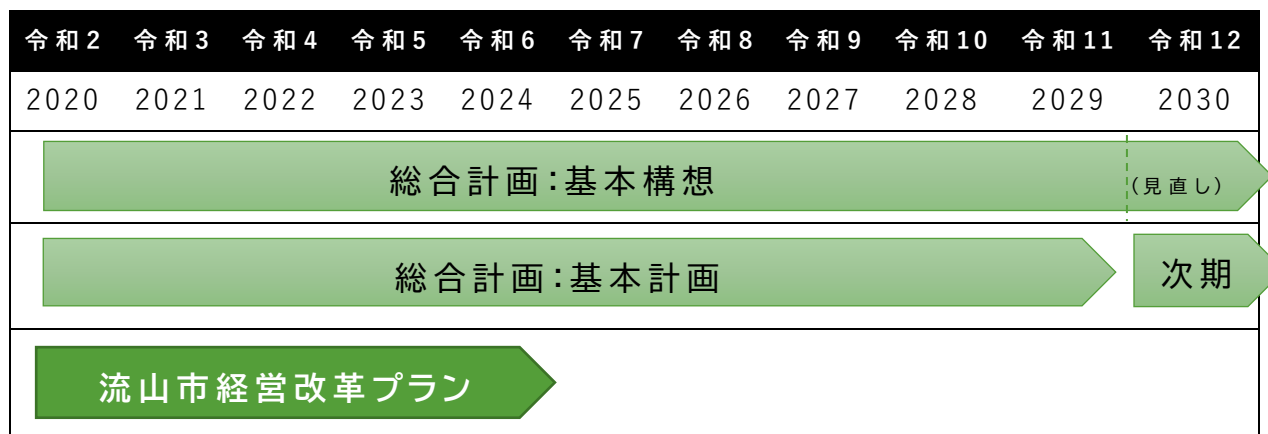 令和2 令和3 令和4 令和5 令和6 令和7 令和8 令和9 令和10 令和11 令和12
2020 2021 2022 2023 2024 2025 2026 2027 2028 2029 2030
総合計画：基本構想
（見直し）
総合計画：基本計画
次期
流山市経営改革プラン